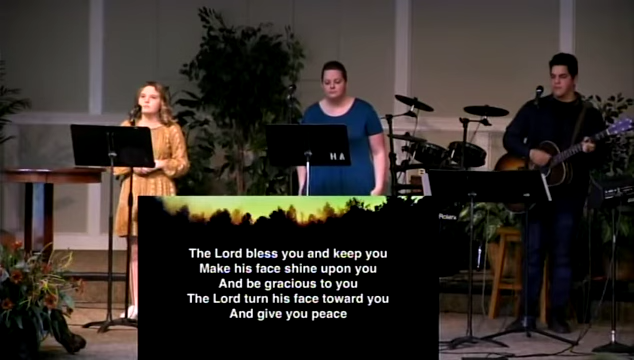 HA
The Lord bless you and keep you
Make his face shine upon you
And be gracious to you
The Lord turn his face toward you
And give you peace